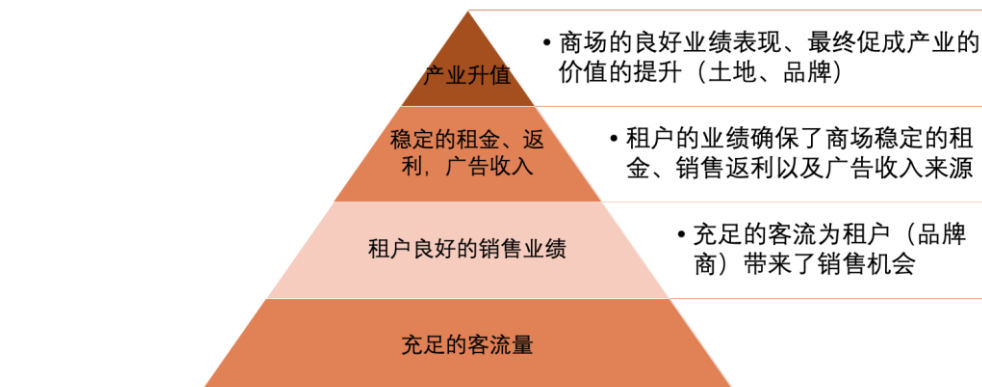 产业升值
• 商场的良好业绩表现、最终促成产业的
价值的提升（土地、品牌）
稳定的租金、返
利，广告收入
• 租户的业绩确保了商场稳定的租
金、销售返利以及广告收入来源
租户良好的销售业绩
• 充足的客流为租户（品牌
商）带来了销售机会
充足的客流量